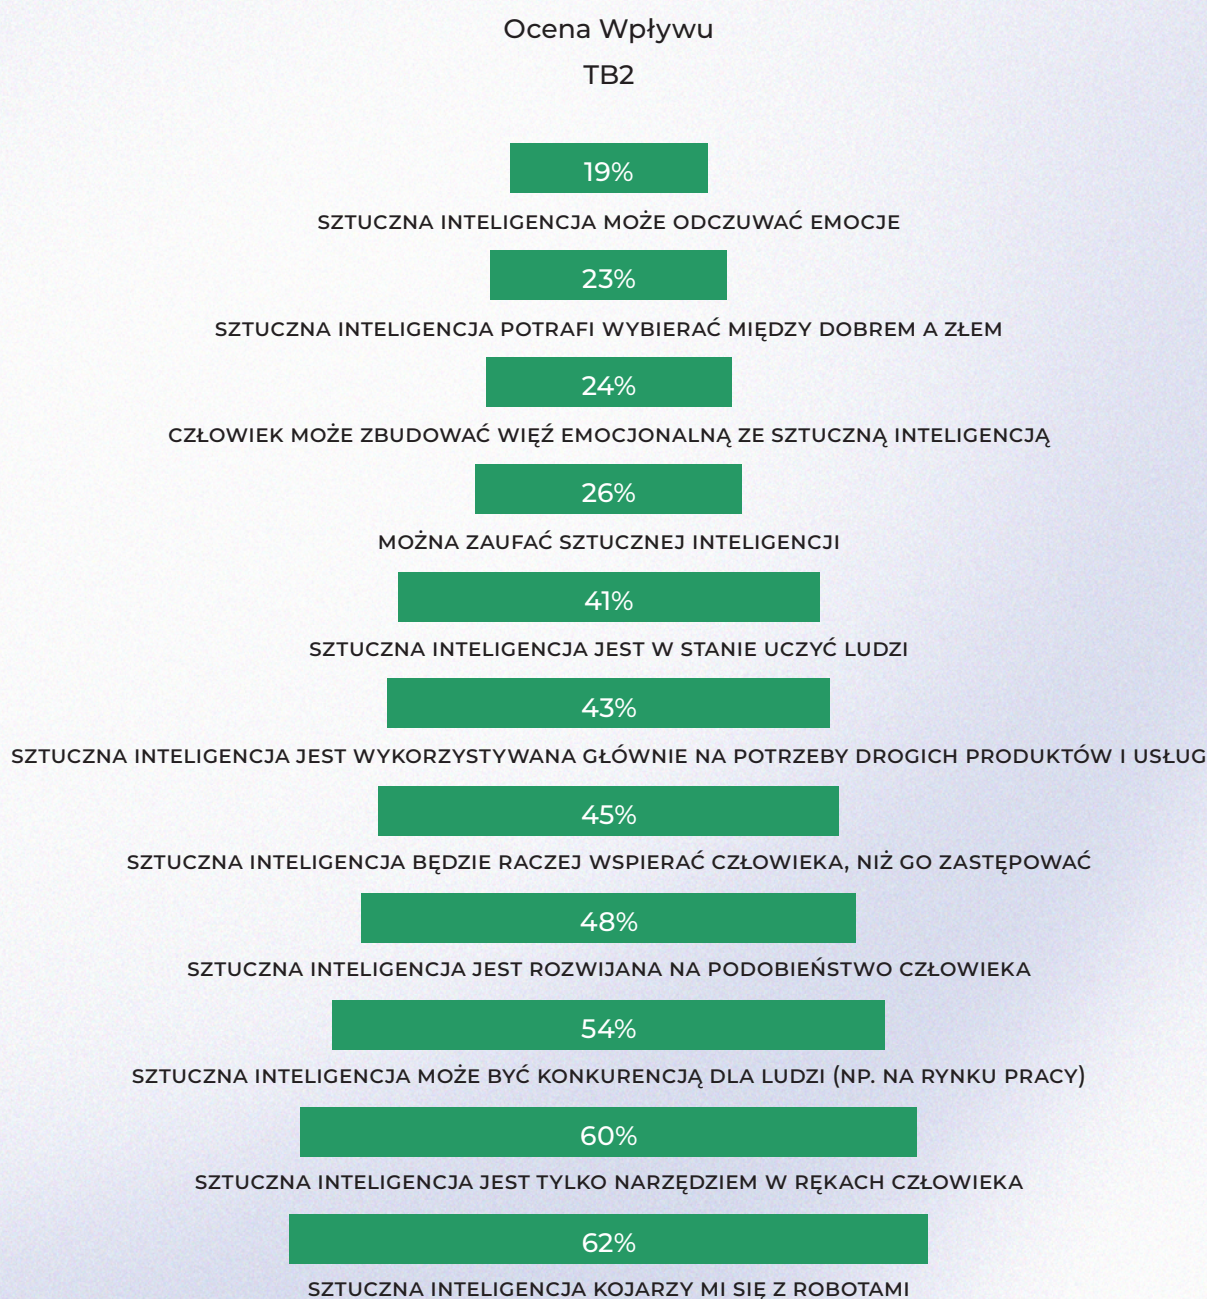 Ocena Wpływu
TB2
19%
SZTUCZNA INTELIGENCJA MOŻE ODCZUWAĆ EMOCJE
23%
SZTUCZNA INTELIGENCJA POTRAFI WYBIERAĆ MIĘDZY DOBREM A ZŁEM
24%
CZŁOWIEK MOŻE ZBUDOWAĆ WIĘŹ EMOCJONALNĄ ZE SZTUCZNĄ INTELIGENCJĄ
26%
MOŻNA ZAUFAĆ SZTUCZNEJ INTELIGENCJI
41%
SZTUCZNA INTELIGENCJA JEST W STANIE UCZYĆ LUDZI
43%
SZTUCZNA INTELIGENCJA JEST WYKORZYSTYWANA GŁÓWNIE NA POTRZEBY DROGICH PRODUKTÓW I USŁUG
45%
SZTUCZNA INTELIGENCJA BĘDZIE RACZEJ WSPIERAĆ CZŁOWIEKA, NIŻ GO ZASTĘPOWAĆ
48%
SZTUCZNA INTELIGENCJA JEST ROZWIJANA NA PODOBIEŃSTWO CZŁOWIEKA
54%
SZTUCZNA INTELIGENCJA MOŻE BYĆ KONKURENCJĄ DLA LUDZI (NP. NA RYNKU PRACY)
60%
SZTUCZNA INTELIGENCJA JEST TYLKO NARZĘDZIEM W RĘKACH CZŁOWIEKA
62%
SZTUCZNA INTELIGENCJA KOJARZY MI SIĘ Z ROBOTAMI